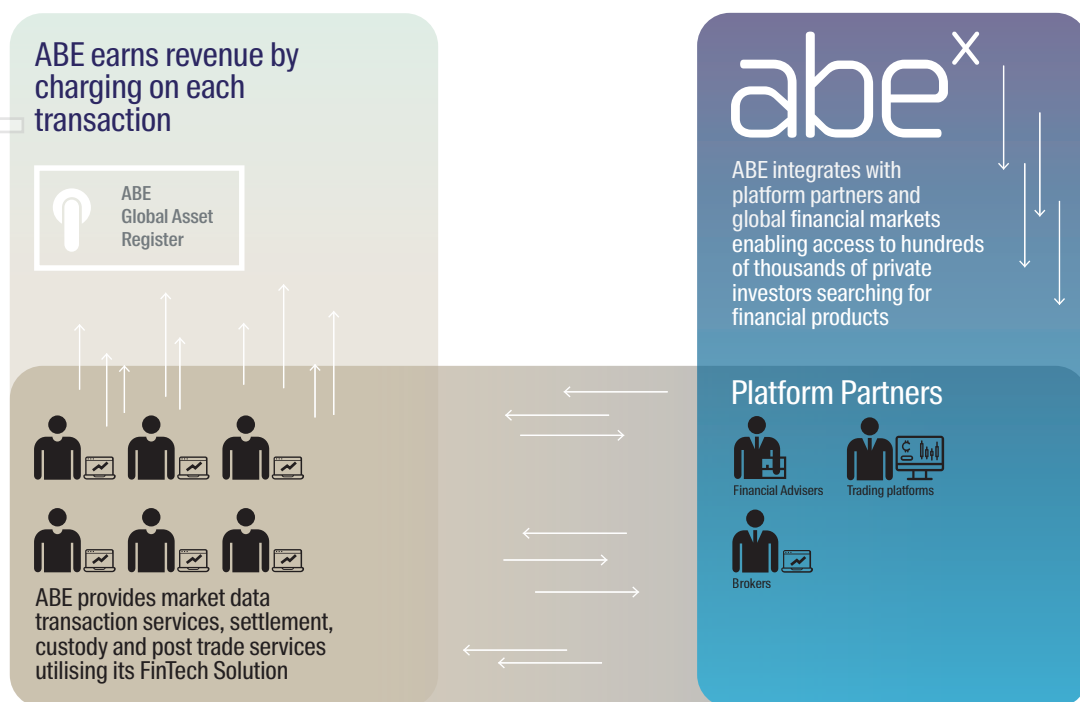 ABE earns revenue by
charging on each
transaction
ABE
Global Asset
Register
ABE provides market data
transaction services, settlement,
custody and post trade services
utilising its FinTech Solution
abe x
ABE integrates with
platform partners and
global financial markets
enabling access to hundreds
of thousands of private
investors searching for
financial products
Platform Partners
Financial Advisers
Trading platforms
Brokers